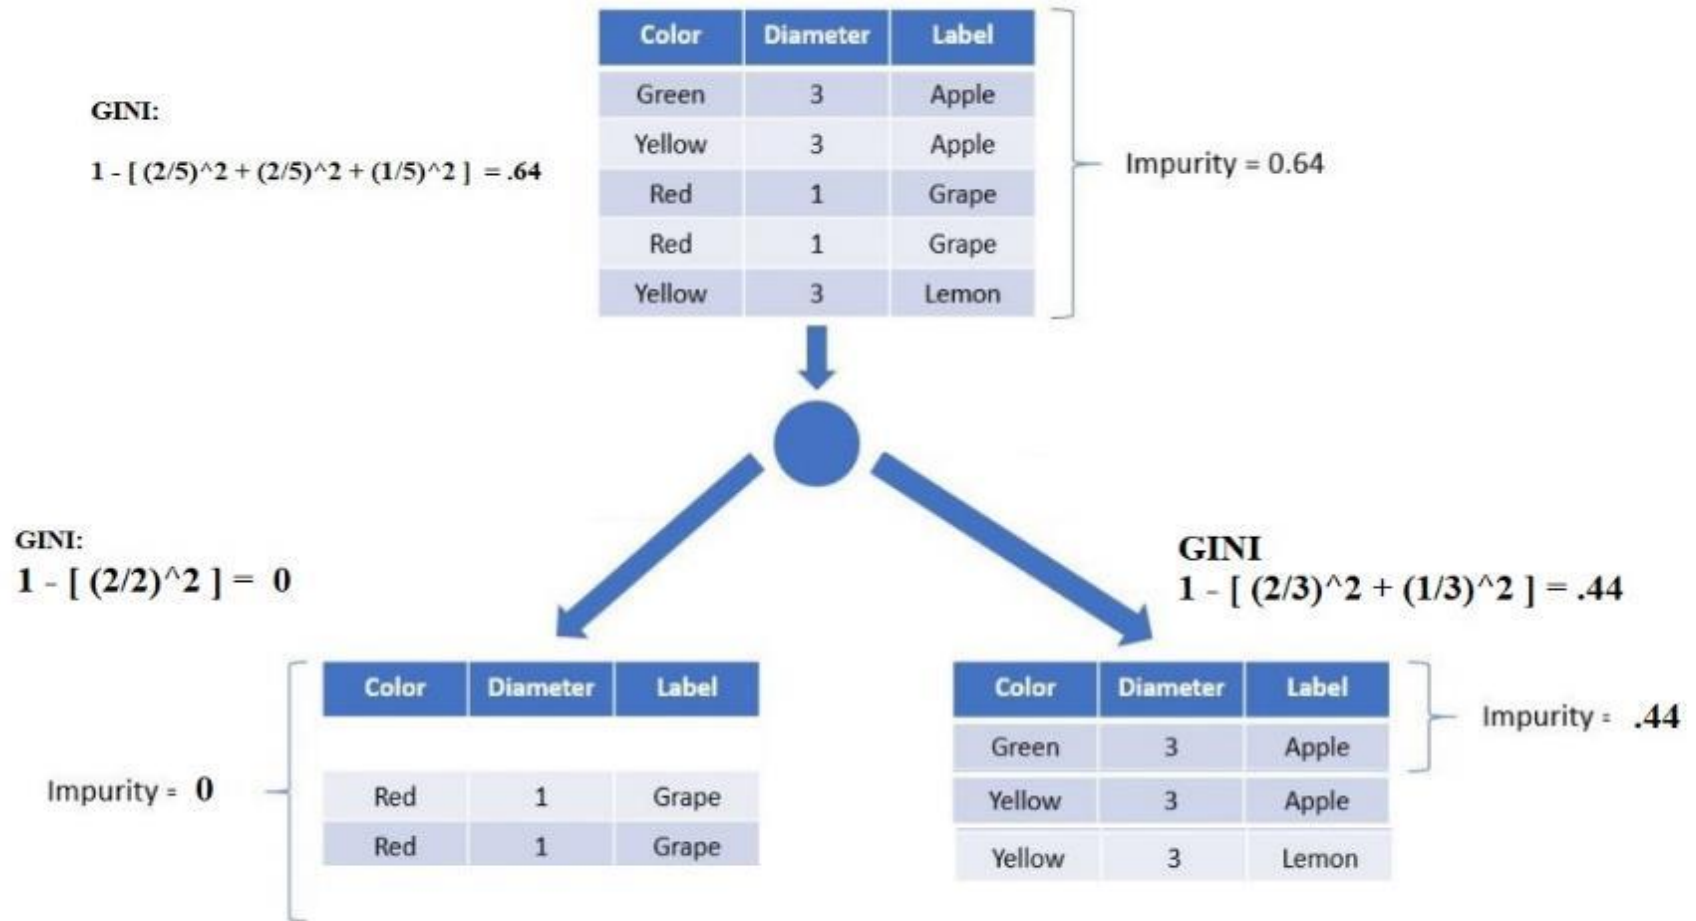 Color Diameter Label
Green 3 Apple
Yellow 3 Apple
Red 1 Grape
Red 1 Grape
Yellow 3 Lemon
GINI:
1 - [ (2/5)^2 + (2/5)^2 + (1/5)^2 ] = .64
Impurity = 0.64
GINI:
1 - [ (2/2)^2 ] = 0
GINI
1 - [ (2/3)^2 + (1/3)^2 ] = .44
Impurity = 0
Color Diameter Label
Red 1 Grape
Red 1 Grape
Color Diameter Label
Green 3 Apple
Yellow 3 Apple
Yellow 3 Lemon
Impurity = .44